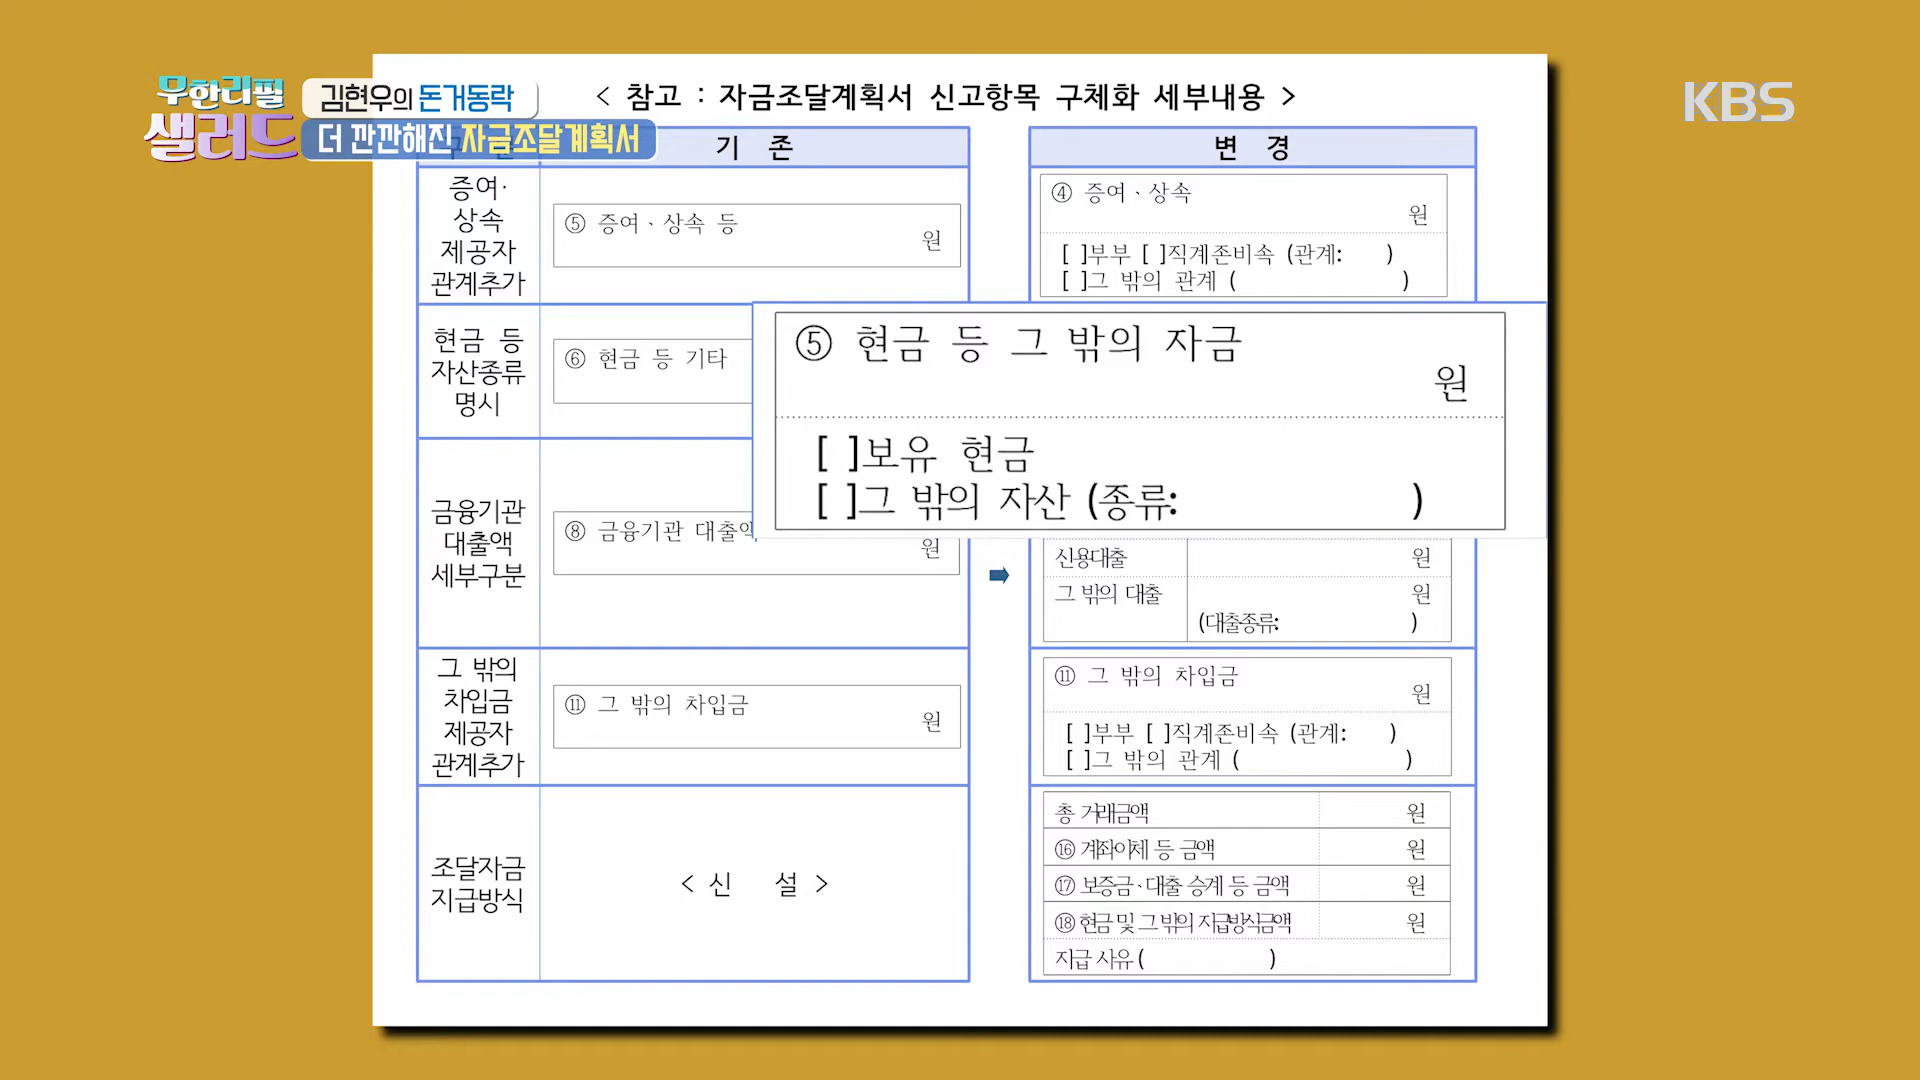 무한리필 샐러드
김현우의 돈거동락
더 깐깐해진 자금조달계획서
KBS
< 참고 : 자금조달계획서 신고항목 구체화 세부내용 >
기 존
변 경
증여·
상속
제공자
관계추가
⑤ 증여ㆍ상속 등
원
④ 증여ㆍ상속
원
[ ]부부 [ ]직계존비속 (관계: )
[ ]그 밖의 관계 ( )
현금 등
자산종류
명시
⑥ 현금 등 기타
⑤ 현금 등 그 밖의 자금
원
[ ]보유 현금
[ ]그 밖의 자산 (종류: )
금융기관
대출액
세부구분
⑧ 금융기관 대출액
원
신용대출 원
그 밖의 대출 원
(대출종류: )
그 밖의
차입금
제공자
관계추가
⑪ 그 밖의 차입금
원
⑪ 그 밖의 차입금
원
[ ]부부 [ ]직계존비속 (관계: )
[ ]그 밖의 관계 ( )
조달자금
지급방식
< 신 설 >
총 거래금액 원
⑯ 계좌이체 등 금액 원
⑰ 보증금ㆍ대출 승계 등 금액 원
⑱ 현금 및 그 밖의 지급방식금액 원
지급 사유 ( )